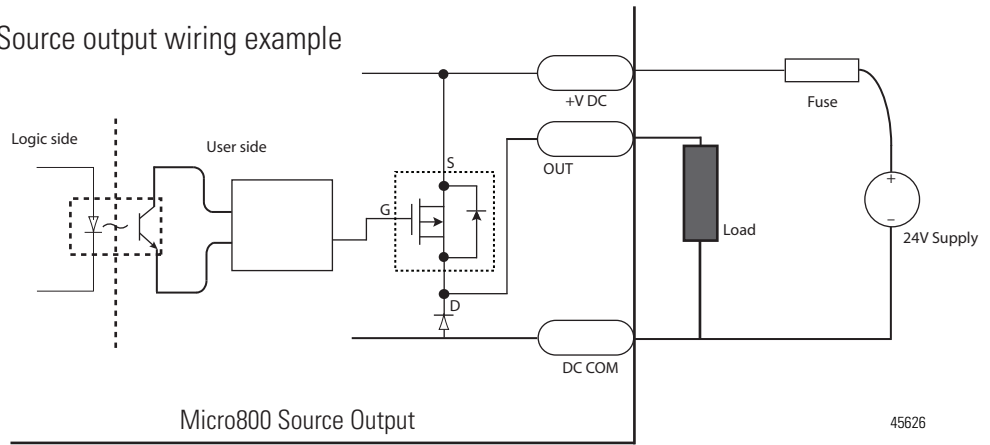 Source output wiring example
+V DC
Fuse
Logic side
User side
OUT
S
G
+
–
Load
24V Supply
D
DC COM
Micro800 Source Output
45626